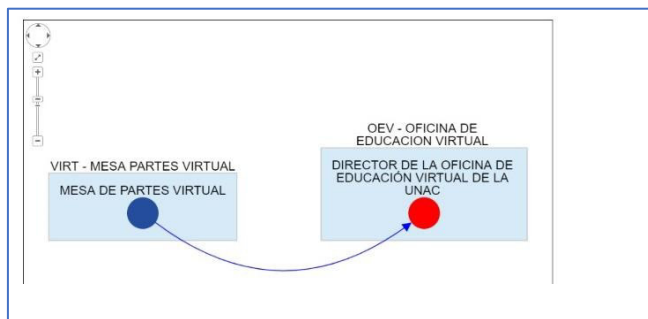 VIRT - MESA PARTES VIRTUAL
MESA DE PARTES VIRTUAL
OEV - OFICINA DE
EDUCACION VIRTUAL
DIRECTOR DE LA OFICINA DE
EDUCACIÓN VIRTUAL DE LA
UNAC